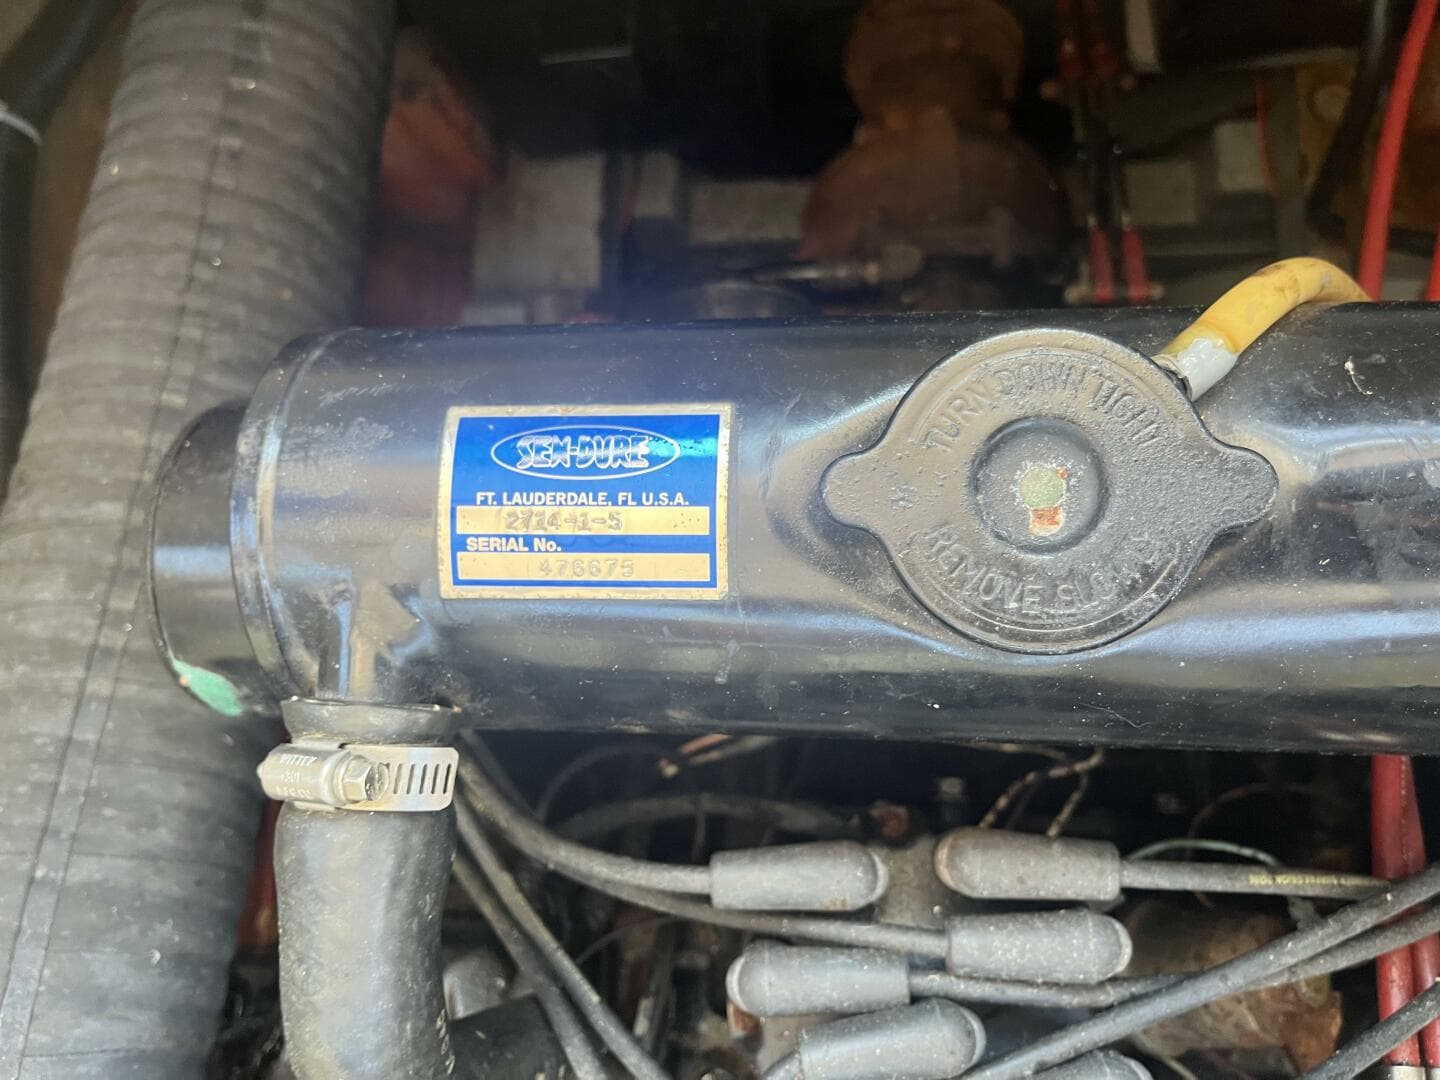 SEN-DURE
FT. LAUDERDALE, FL U.S.A.
2714-1-5
SERIAL No.
476675
TURN DOWN TIGHT
REMOVE SLOWLY